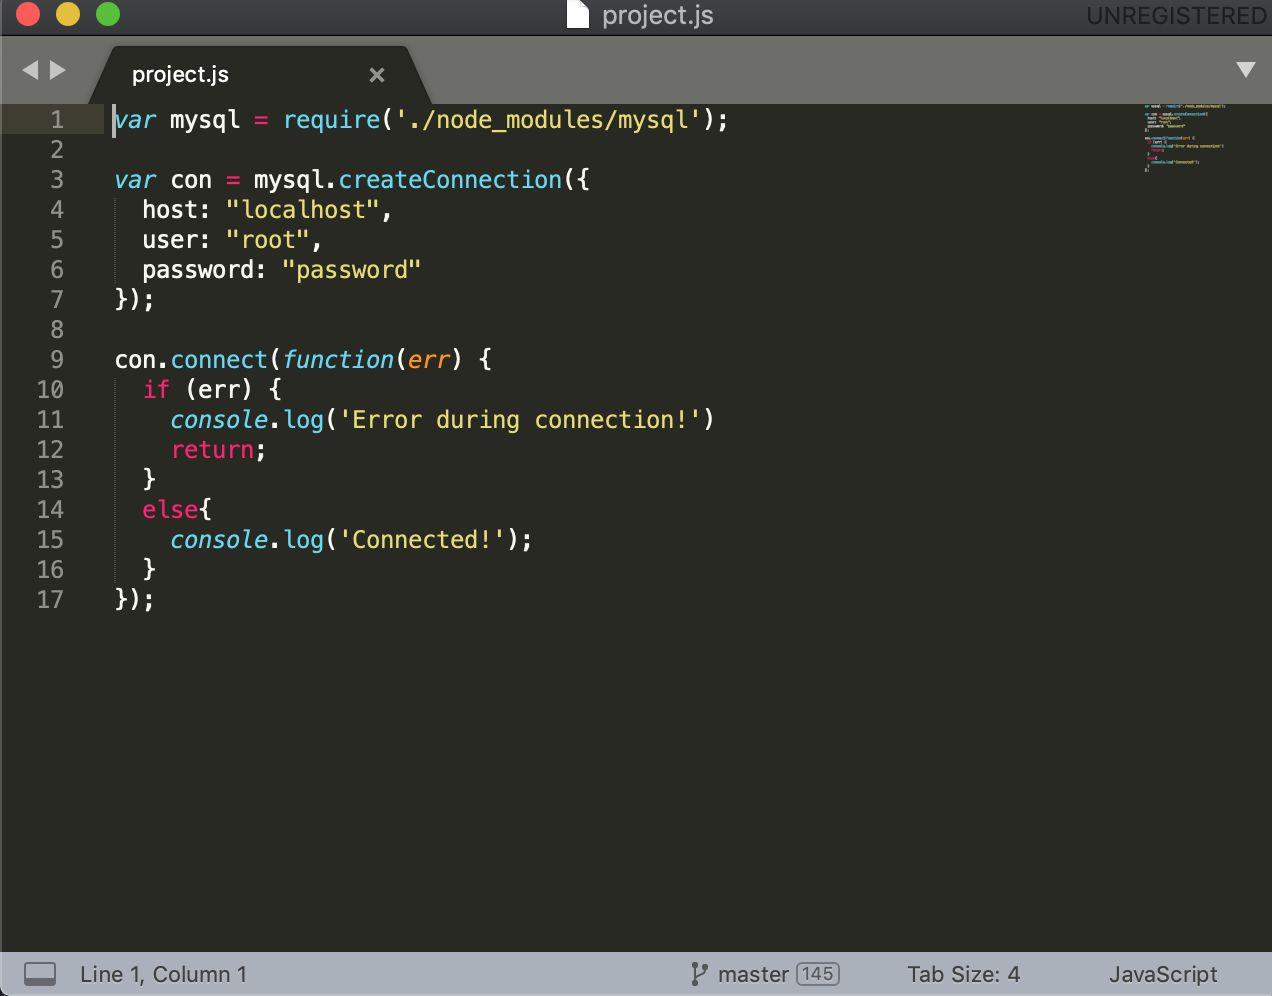 project.js
UNREGISTERED
project.js
1 var mysql = require('./node_modules/mysql');
2
3 var con = mysql.createConnection({
4   host: "localhost",
5   user: "root",
6   password: "password"
7 });
8
9 con.connect(function(err) {
10   if (err) {
11     console.log('Error during connection!')
12     return;
13   }
14   else{
15     console.log('Connected!');
16   }
17 });
Line 1, Column 1
master 145
Tab Size: 4
JavaScript